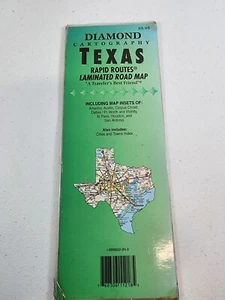 DIAMOND
CARTOGRAPHY
TEXAS
RAPID ROUTES®
LAMINATED ROAD MAP
"A Traveler's Best Friend"®
INCLUDING MAP INSETS OF:
Amarillo, Austin, Corpus Christi,
Dallas / Ft. Worth and Vicinity,
El Paso, Houston, and
San Antonio
Also Includes:
Cities and Towns Index